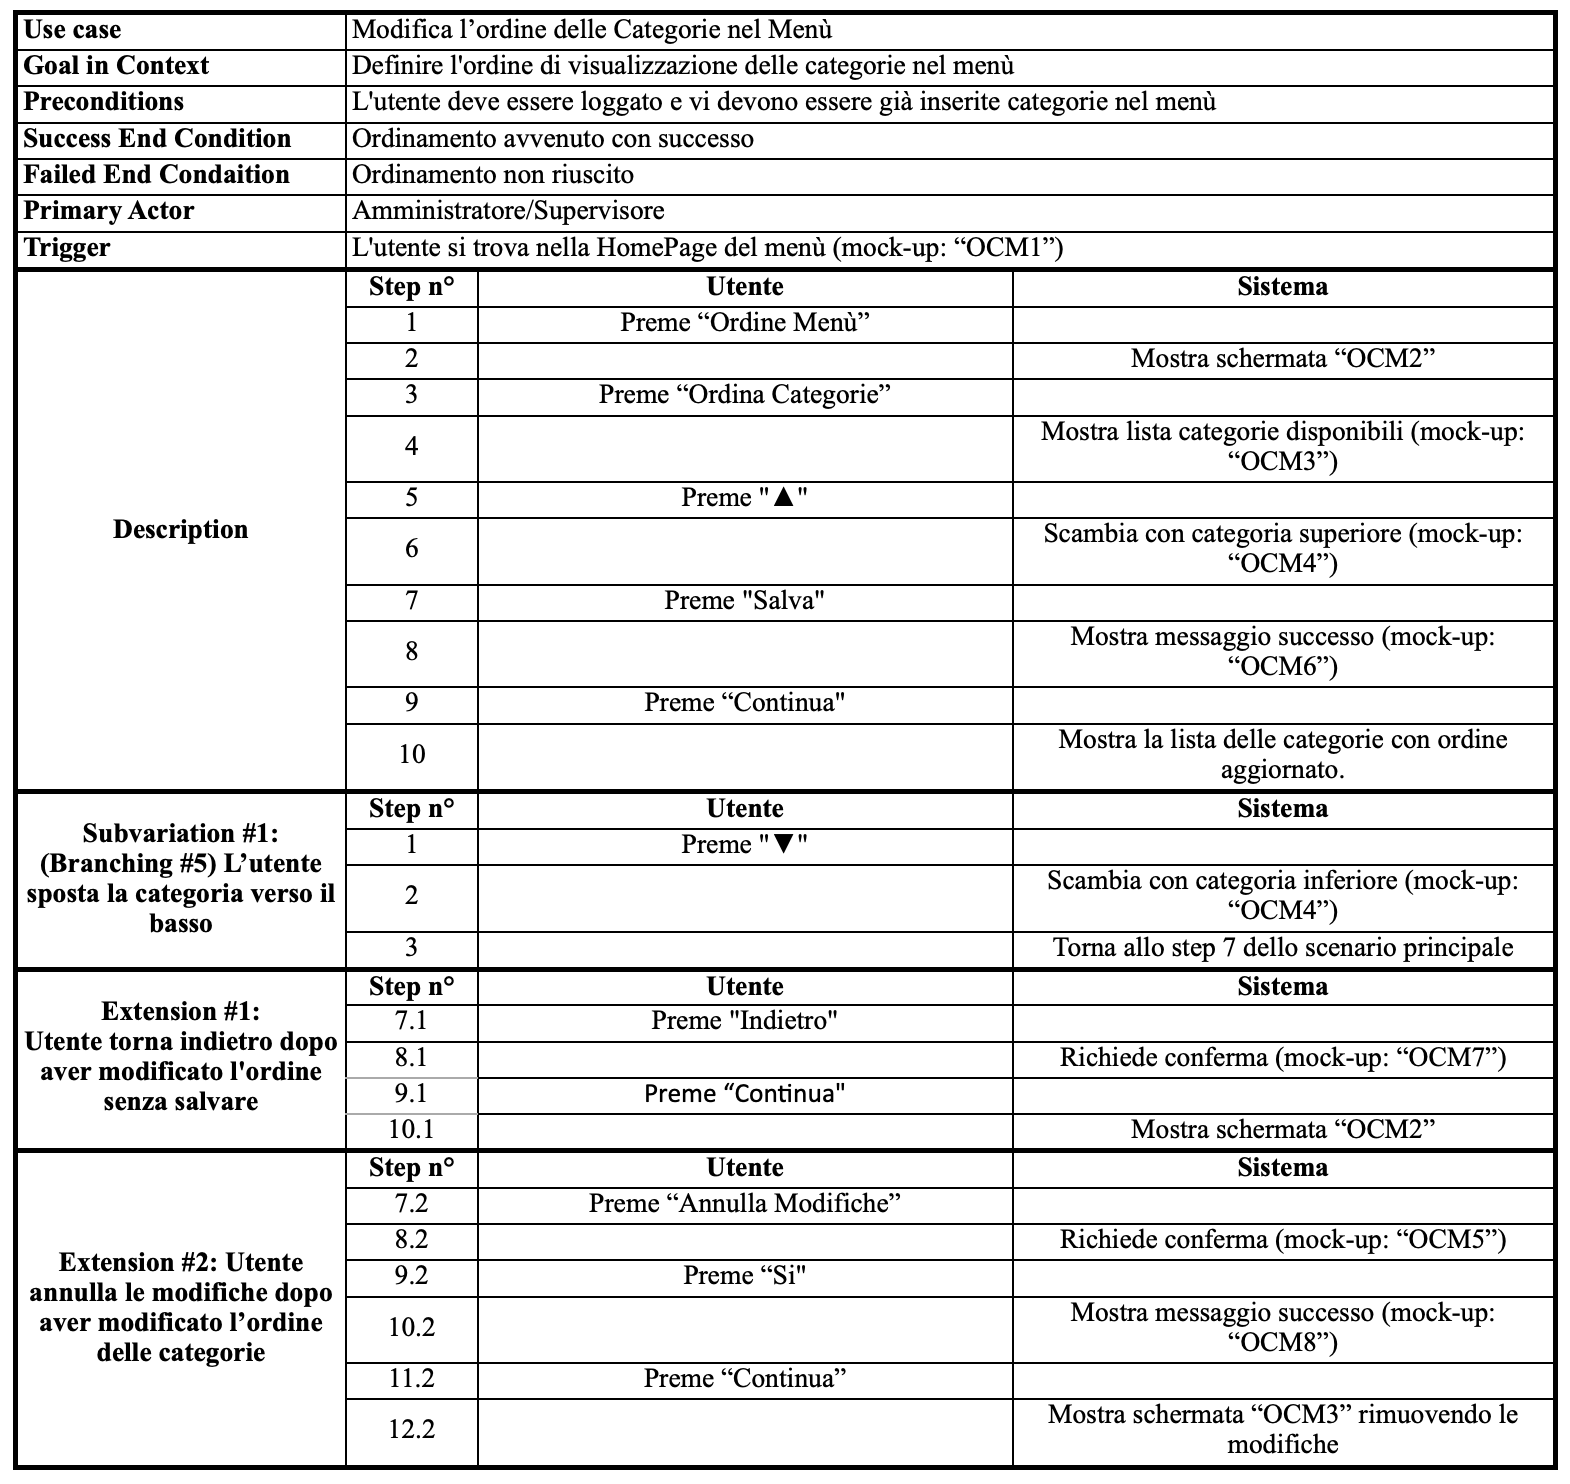 Use case Modifica l’ordine delle Categorie nel Menù
Goal in Context Definire l'ordine di visualizzazione delle categorie nel menù
Preconditions L'utente deve essere loggato e vi devono essere già inserite categorie nel menù
Success End Condition Ordinamento avvenuto con successo
Failed End Condaition Ordinamento non riuscito
Primary Actor Amministratore/Supervisore
Trigger L'utente si trova nella HomePage del menù (mock-up: “OCM1”)
Description
Step n° Utente Sistema
1 Preme “Ordine Menù”
2 Mostra schermata “OCM2”
3 Preme “Ordina Categorie”
4 Mostra lista categorie disponibili (mock-up:
“OCM3”)
5 Preme "▲"
6 Scambia con categoria superiore (mock-up:
“OCM4”)
7 Preme "Salva"
8 Mostra messaggio successo (mock-up:
“OCM6”)
9 Preme “Continua"
10 Mostra la lista delle categorie con ordine
aggiornato.
Subvariation #1:
(Branching #5) L’utente
sposta la categoria verso il
basso
Step n° Utente Sistema
1 Preme "▼"
2 Scambia con categoria inferiore (mock-up:
“OCM4”)
3 Torna allo step 7 dello scenario principale
Extension #1:
Utente torna indietro dopo
aver modificato l'ordine
senza salvare
Step n° Utente Sistema
7.1 Preme "Indietro"
8.1 Richiede conferma (mock-up: “OCM7”)
9.1 Preme “Continua"
10.1 Mostra schermata “OCM2”
Extension #2: Utente
annulla le modifiche dopo
aver modificato l’ordine
delle categorie
Step n° Utente Sistema
7.2 Preme “Annulla Modifiche”
8.2 Richiede conferma (mock-up: “OCM5”)
9.2 Preme “Si"
10.2 Mostra messaggio successo (mock-up:
“OCM8”)
11.2 Preme “Continua”
12.2 Mostra schermata “OCM3” rimuovendo le
modifiche